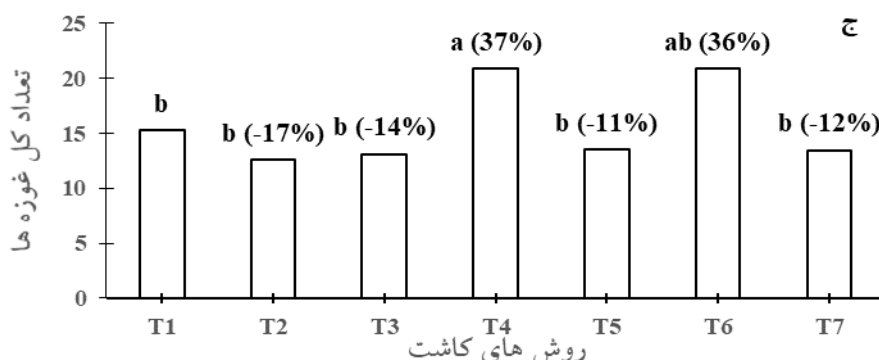 ج
تعداد کل غوزه ها
25
20
15
10
5
0
b
b (-17%)
b (-14%)
a (37%)
b (-11%)
ab (36%)
b (-12%)
T1 T2 T3 T4 T5 T6 T7
روش های کاشت